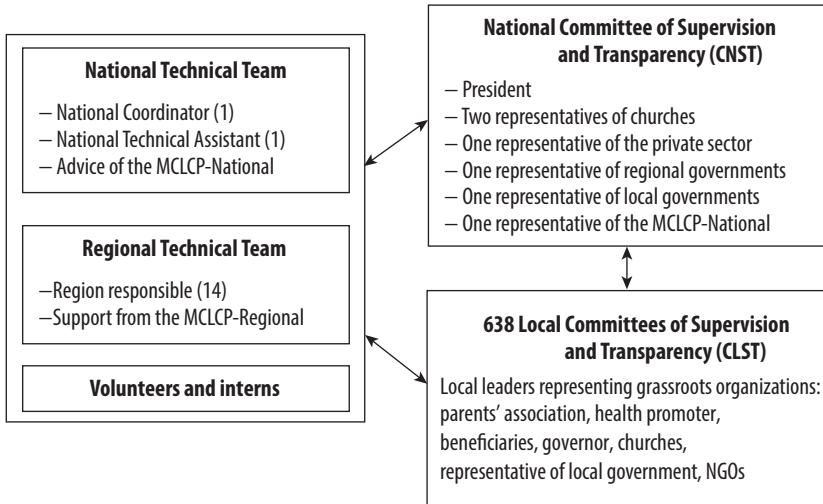 National Technical Team
– National Coordinator (1)
– National Technical Assistant (1)
– Advice of the MCLCP-National
Regional Technical Team
–Region responsible (14)
–Support from the MCLCP-Regional
Volunteers and interns
National Committee of Supervision
and Transparency (CNST)
– President
– Two representatives of churches
– One representative of the private sector
– One representative of regional governments
– One representative of local governments
– One representative of the MCLCP-National
638 Local Committees of Supervision
and Transparency (CLST)
Local leaders representing grassroots organizations:
parents’ association, health promoter,
beneficiaries, governor, churches,
representative of local government, NGOs